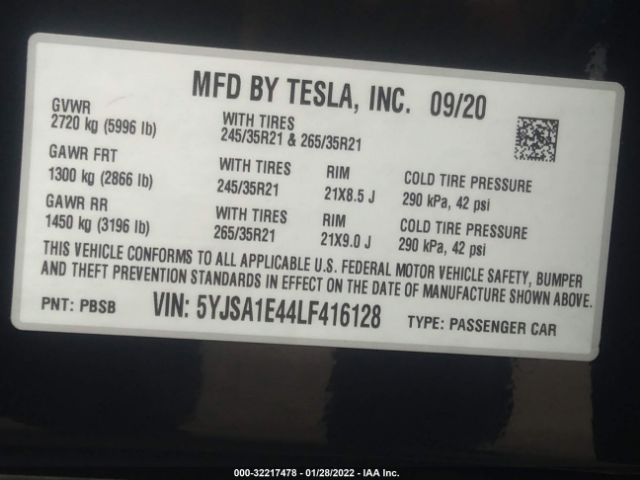 MFD BY TESLA, INC. 09/20
GVWR
2720 kg (5996 lb)
WITH TIRES
245/35R21 & 265/35R21
GAWR FRT
1300 kg (2866 lb)
WITH TIRES
245/35R21
RIM
21X8.5 J
COLD TIRE PRESSURE
290 kPa, 42 psi
GAWR RR
1450 kg (3196 lb)
WITH TIRES
265/35R21
RIM
21X9.0 J
COLD TIRE PRESSURE
290 kPa, 42 psi
THIS VEHICLE CONFORMS TO ALL APPLICABLE U.S. FEDERAL MOTOR VEHICLE SAFETY, BUMPER
AND THEFT PREVENTION STANDARDS IN EFFECT ON THE DATE OF MANUFACTURE SHOWN ABOVE.
PNT: PBSB VIN: 5YJSA1E44LF416128 TYPE: PASSENGER CAR
000-32217478 - 01/28/2022 - IAA Inc.